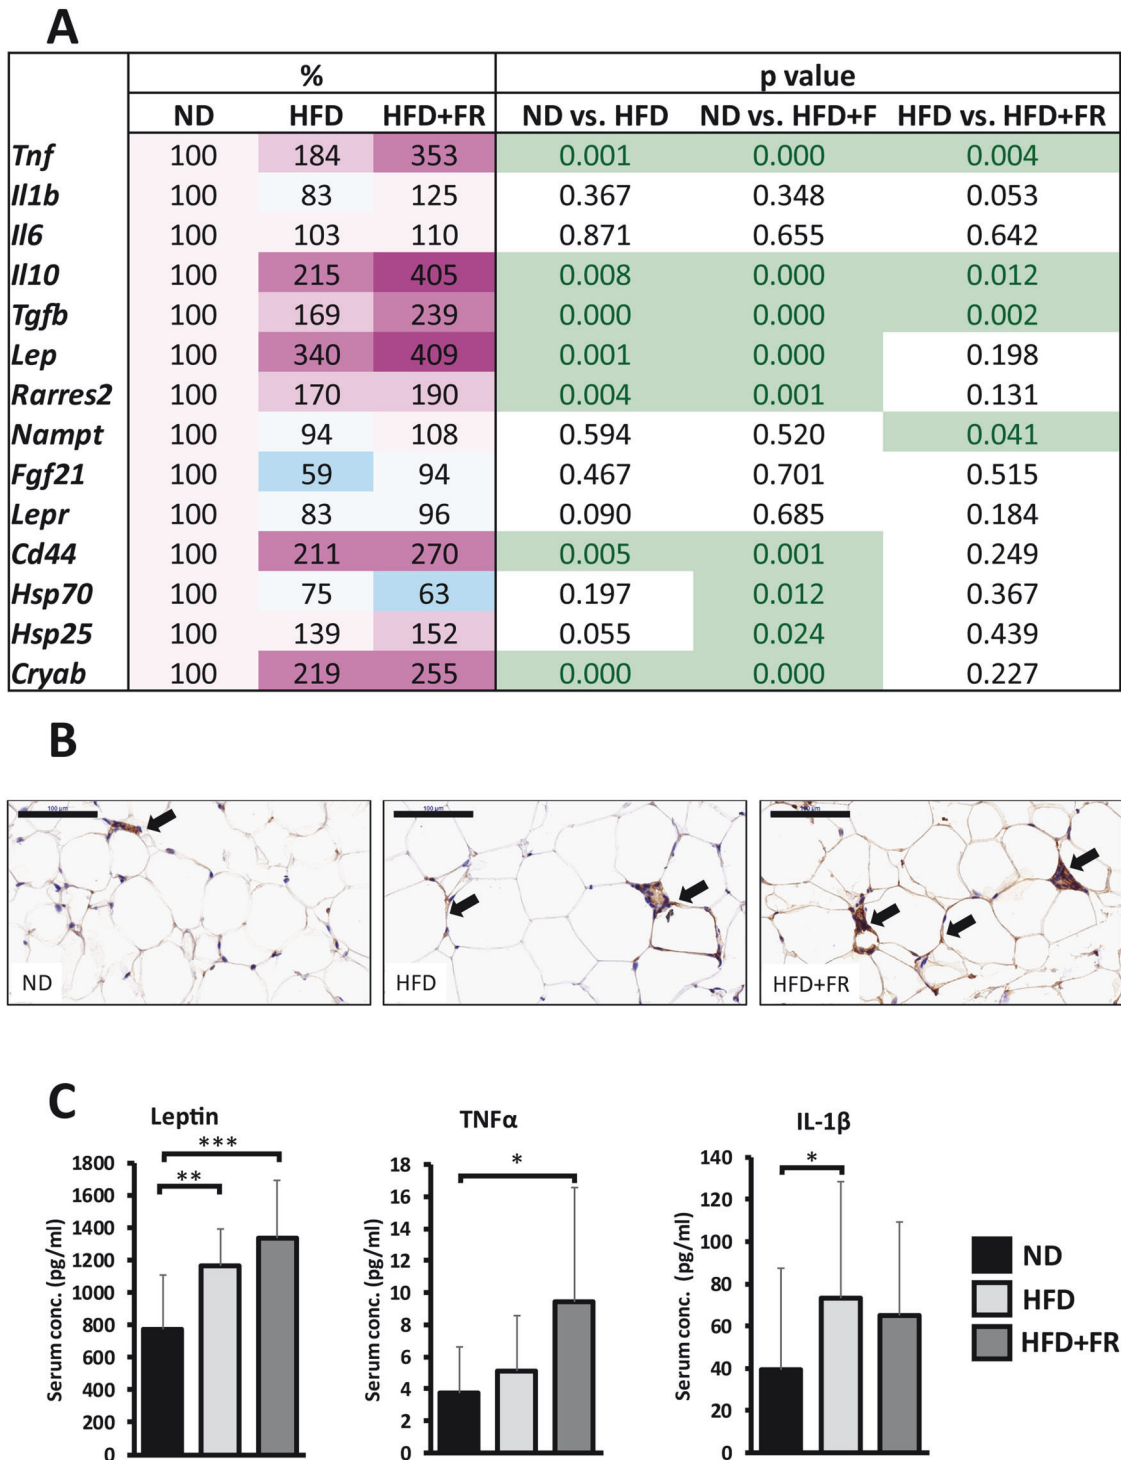 A
% p value
ND HFD HFD+FR ND vs. HFD ND vs. HFD+F HFD vs. HFD+FR
Tnf 100 184 353 0.001 0.000 0.004
Il1b 100 83 125 0.367 0.348 0.053
Il6 100 103 110 0.871 0.655 0.642
Il10 100 215 405 0.008 0.000 0.012
Tgfb 100 169 239 0.000 0.000 0.002
Lep 100 340 409 0.001 0.000 0.198
Rarres2 100 170 190 0.004 0.001 0.131
Nampt 100 94 108 0.594 0.520 0.041
Fgf21 100 59 94 0.467 0.701 0.515
Lepr 100 83 96 0.090 0.685 0.184
Cd44 100 211 270 0.005 0.001 0.249
Hsp70 100 75 63 0.197 0.012 0.367
Hsp25 100 139 152 0.055 0.024 0.439
Cryab 100 219 255 0.000 0.000 0.227
B
100 µm
ND
100 µm
HFD
100 µm
HFD+FR
C
Leptin
***
**
Serum conc. (pg/ml)
1800
1600
1400
1200
1000
800
600
400
200
0
TNFα
*
Serum conc. (pg/ml)
18
16
14
12
10
8
6
4
2
0
IL-1β
*
Serum conc. (pg/ml)
140
120
100
80
60
40
20
0
ND
HFD
HFD+FR